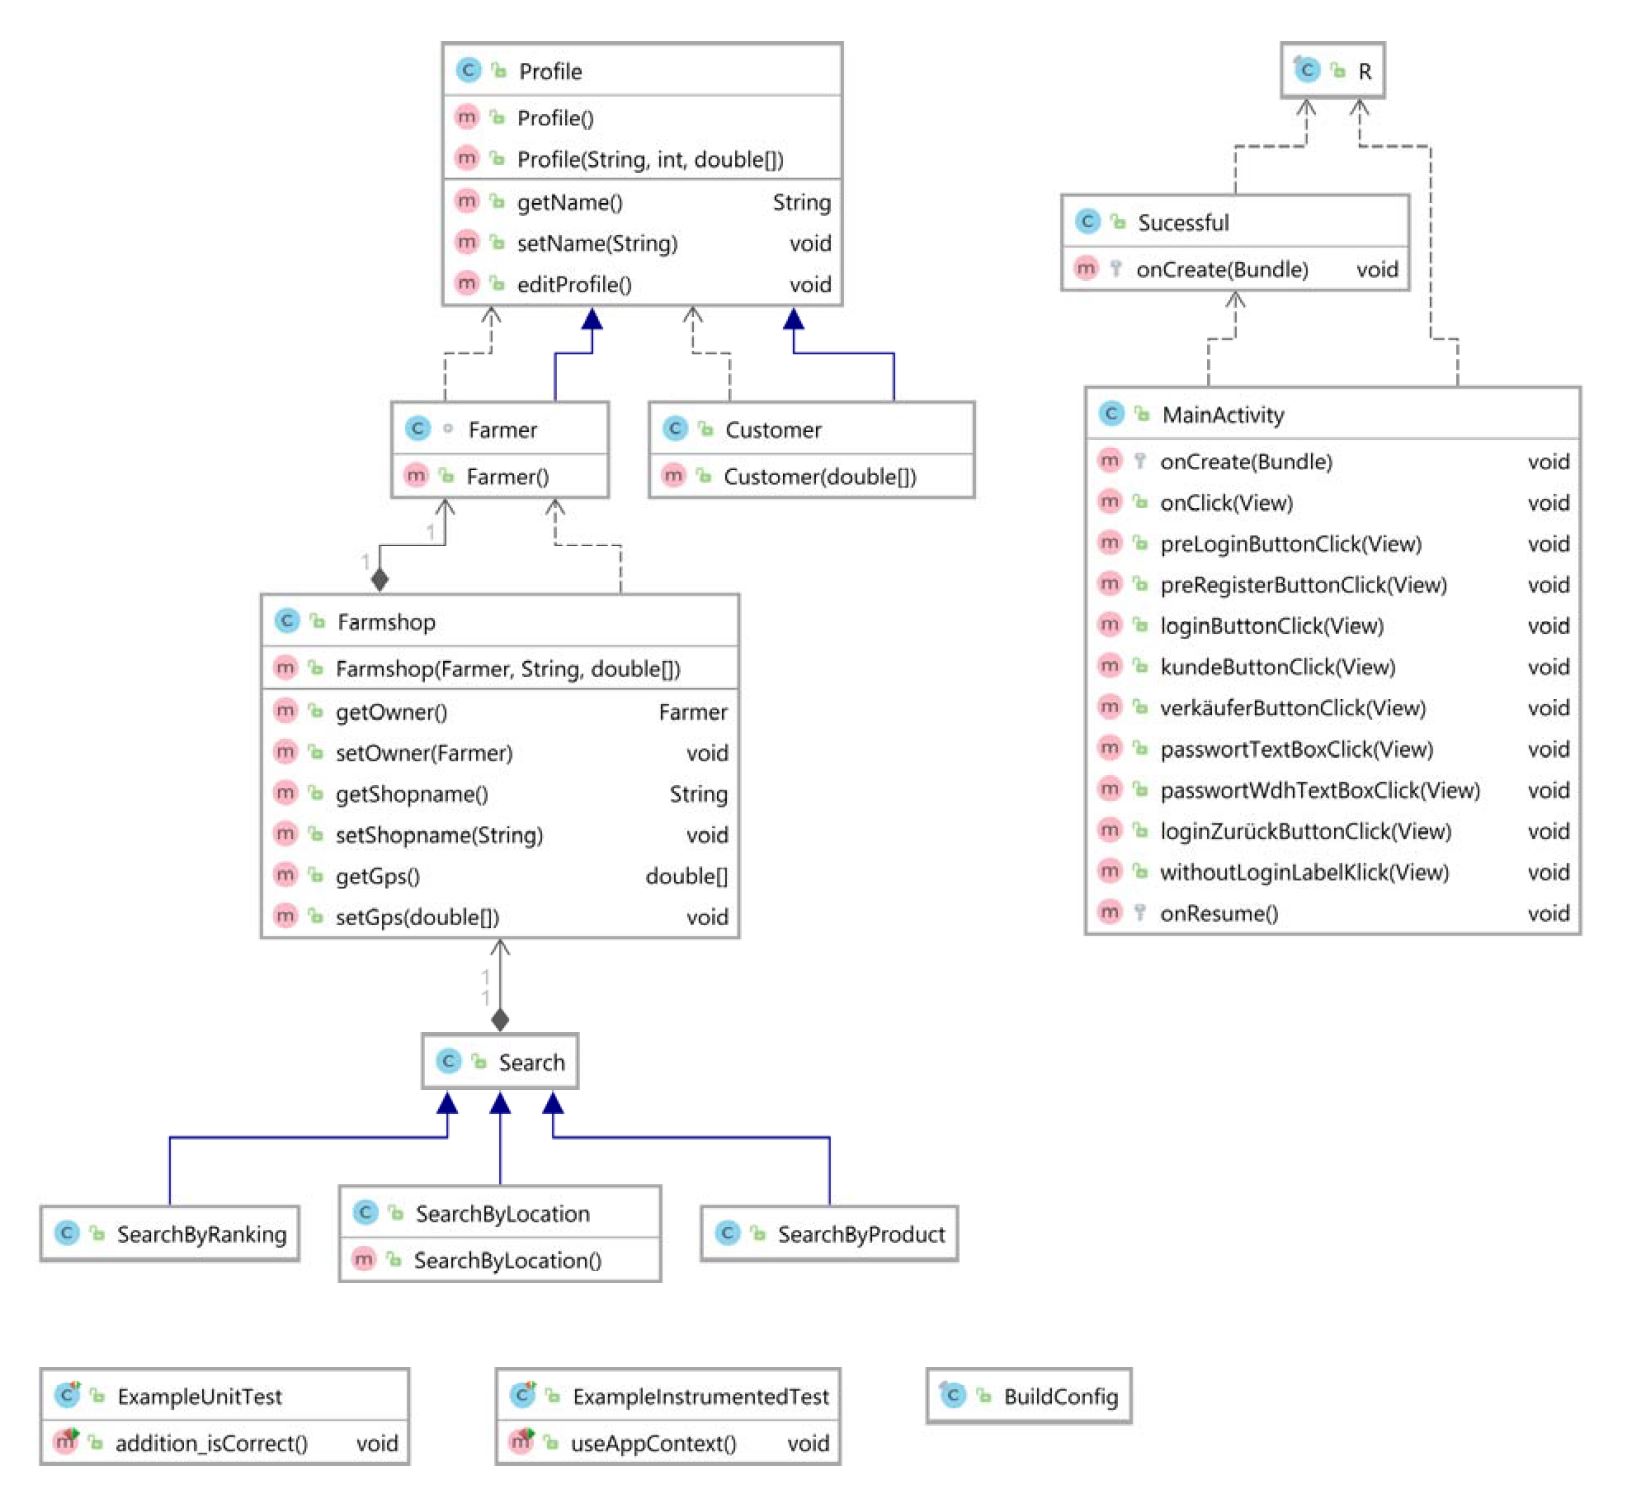 Profile
Profile()
Profile(String, int, double[])
getName() String
setName(String) void
editProfile() void
R
Sucessful
onCreate(Bundle) void
Farmer
Farmer()
Customer
Customer(double[])
MainActivity
onCreate(Bundle) void
onClick(View) void
preLoginButtonClick(View) void
preRegisterButtonClick(View) void
loginButtonClick(View) void
kundeButtonClick(View) void
verkäuferButtonClick(View) void
passwortTextBoxClick(View) void
passwortWdhTextBoxClick(View) void
loginZurückButtonClick(View) void
withoutLoginLabelKlick(View) void
onResume() void
1
1
Farmshop
Farmshop(Farmer, String, double[])
getOwner() Farmer
setOwner(Farmer) void
getShopname() String
setShopname(String) void
getGps() double[]
setGps(double[]) void
1
1
Search
SearchByRanking
SearchByLocation
SearchByLocation()
SearchByProduct
ExampleUnitTest
addition_isCorrect() void
ExampleInstrumentedTest
useAppContext() void
BuildConfig